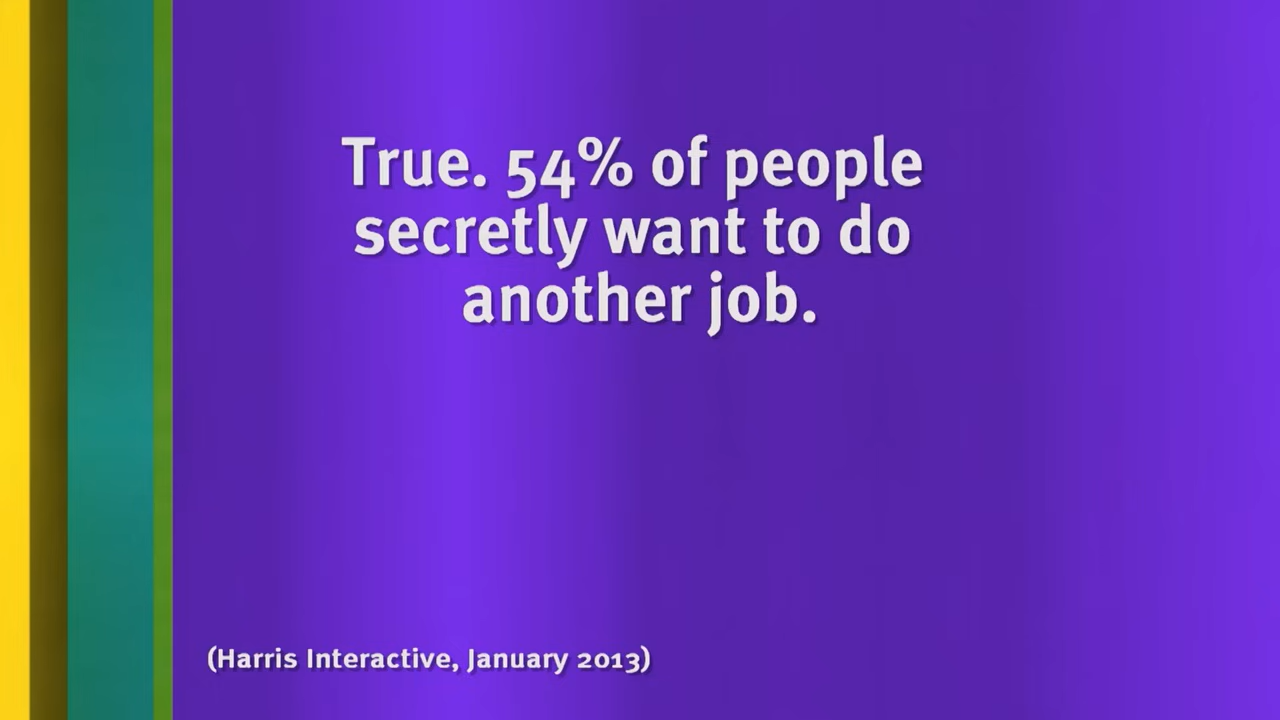 True. 54% of people
secretly want to do
another job.
(Harris Interactive, January 2013)